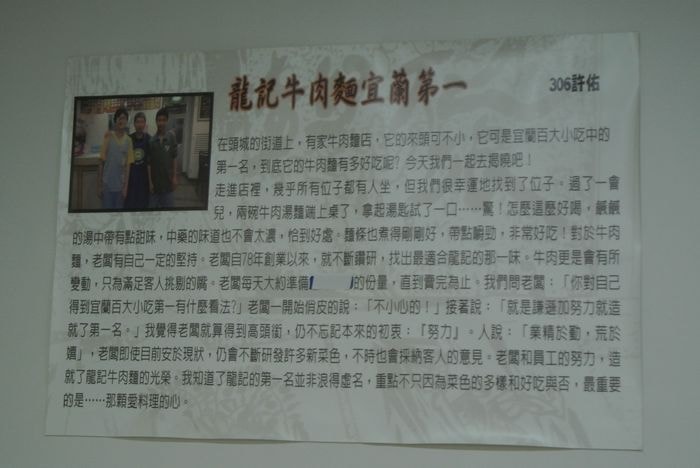 龍記牛肉麵宜蘭第一
306許佑
在頭城的街道上，有家牛肉麵店，它的來頭可不小，它可是宜蘭百大小吃中的
第一名，到底它的牛肉麵有多好吃呢？今天我們一起去揭曉吧！
走進店裡，幾乎所有位子都有人坐，但我們很幸運地找到了位子。過了一會
兒，兩碗牛肉湯麵端上桌了，拿起湯匙試了一口……驚！怎麼這麼好喝，鹹鹹
的湯中帶有點甜味，中藥的味道也不會太濃，恰到好處。麵條也煮得剛剛好，帶點韌勁，非常好吃！對於牛肉
麵，老闆有自己一定的堅持。老闆自78年創業以來，就不斷鑽研，找出最適合龍記的那一味。牛肉更是會有所
變動，只為滿足客人挑剔的嘴。老闆每天大約準備的份量，直到賣完為止。我們問老闆：「你對自己
得到宜蘭百大小吃第一有什麼看法?」老闆一開始俏皮的說：「不小心的！」接著說：「就是謙遜加努力就造
就了第一名。」我覺得老闆就算得到高頭銜，仍不忘記本來的初衷：『努力』。人說：「業精於勤，荒於
嬉」，老闆即使目前安於現狀，仍會不斷研發許多新菜色，不時也會採納客人的意見。老闆和員工的努力，造
就了龍記牛肉麵的光榮。我知道了龍記的第一名並非浪得虛名，重點不只因為菜色的多樣和好吃與否，最重要
的是……那顆愛料理的心。